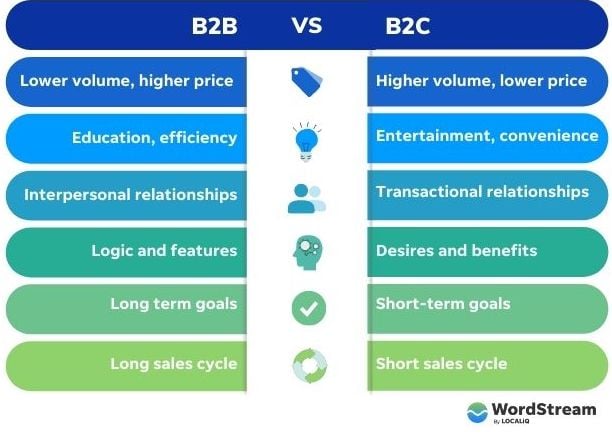 B2B VS B2C
Lower volume, higher price Higher volume, lower price
Education, efficiency Entertainment, convenience
Interpersonal relationships Transactional relationships
Logic and features Desires and benefits
Long term goals Short-term goals
Long sales cycle Short sales cycle
WordStream
By LOCALiQ